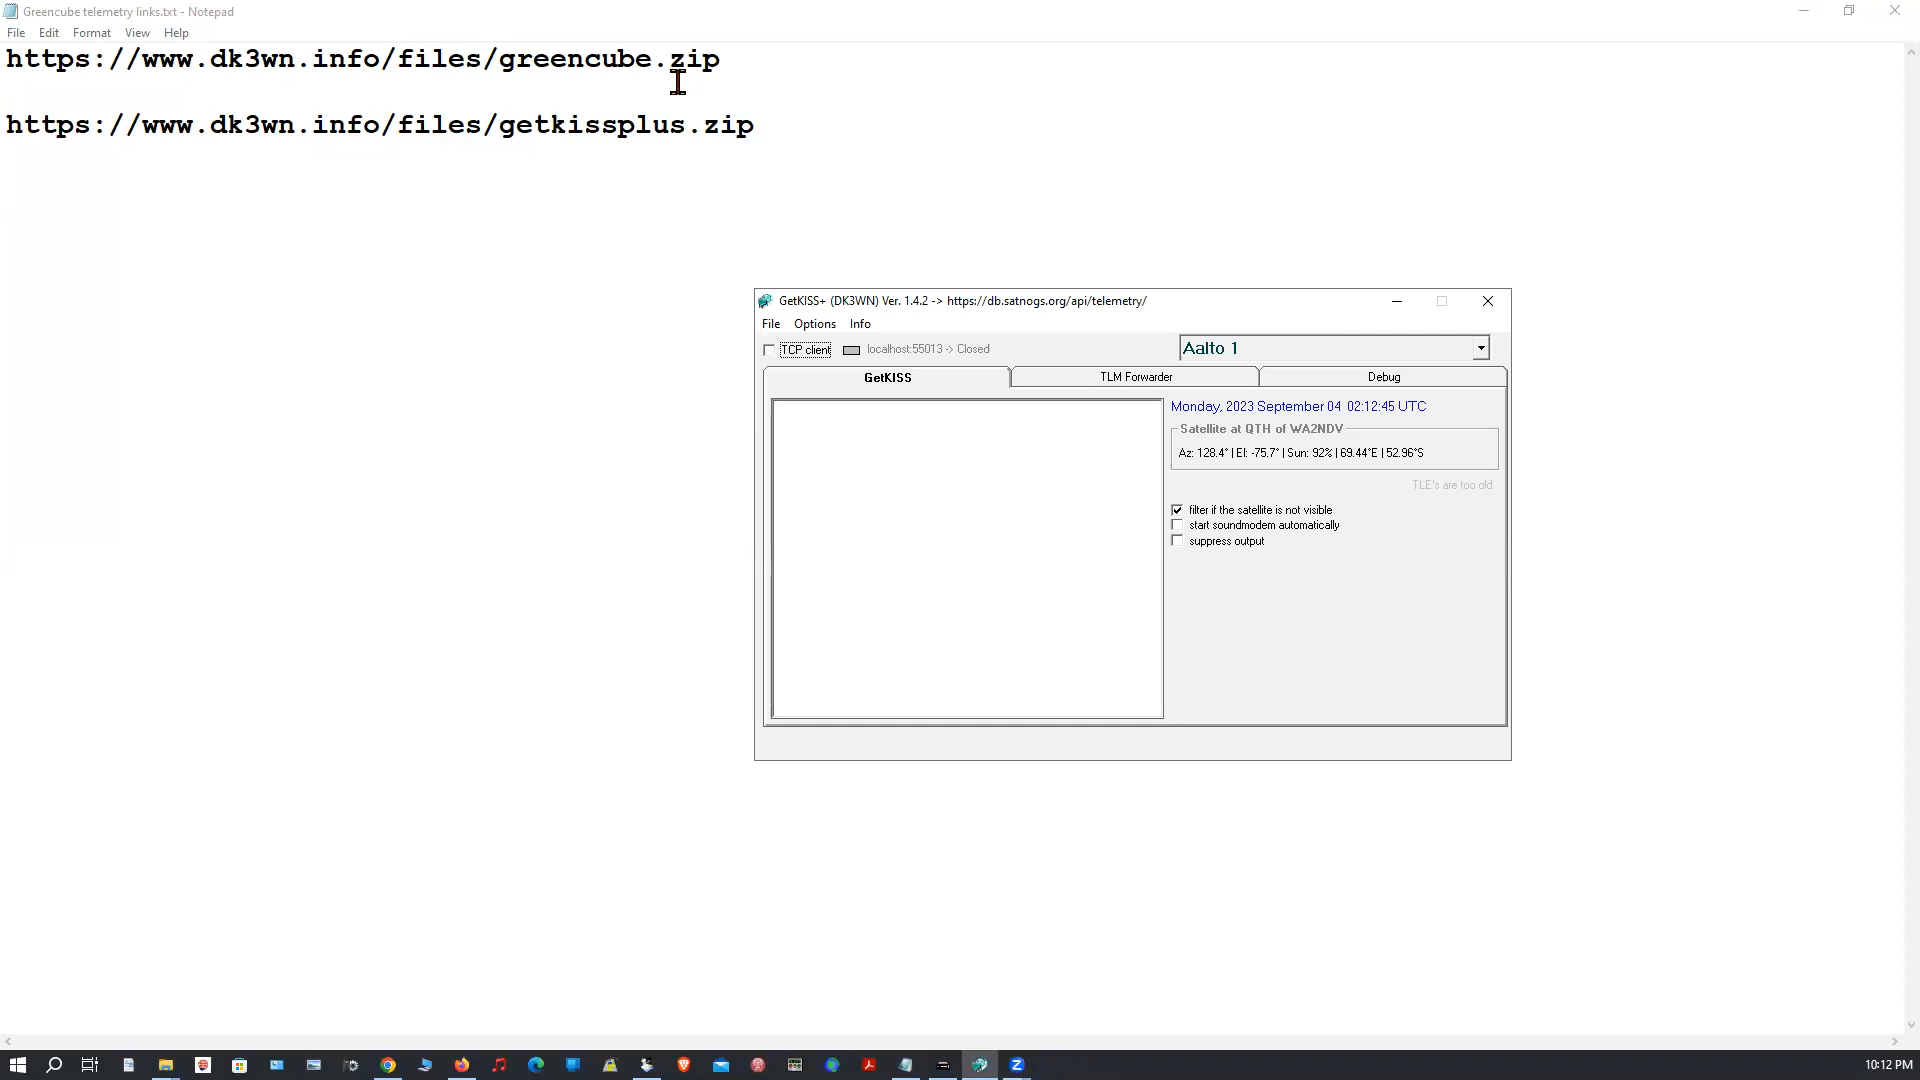 Greencube telemetry links.txt - Notepad
File Edit Format View Help
https://www.dk3wn.info/files/greencube.zip
https://www.dk3wn.info/files/getkissplus.zip
GetKISS+ (DK3WN) Ver. 1.4.2 -> https://db.satnogs.org/api/telemetry/
File Options Info
TCP client localhost:55013 -> Closed Aalto 1
GetKISS TLM Forwarder Debug
Monday, 2023 September 04 02:12:45 UTC
Satellite at QTH of WA2NDV
Az: 128.4° | El: -75.7° | Sun: 92% | 69.44°E | 52.96°S
TLE's are too old
filter if the satellite is not visible
start soundmodem automatically
suppress output
10:12 PM